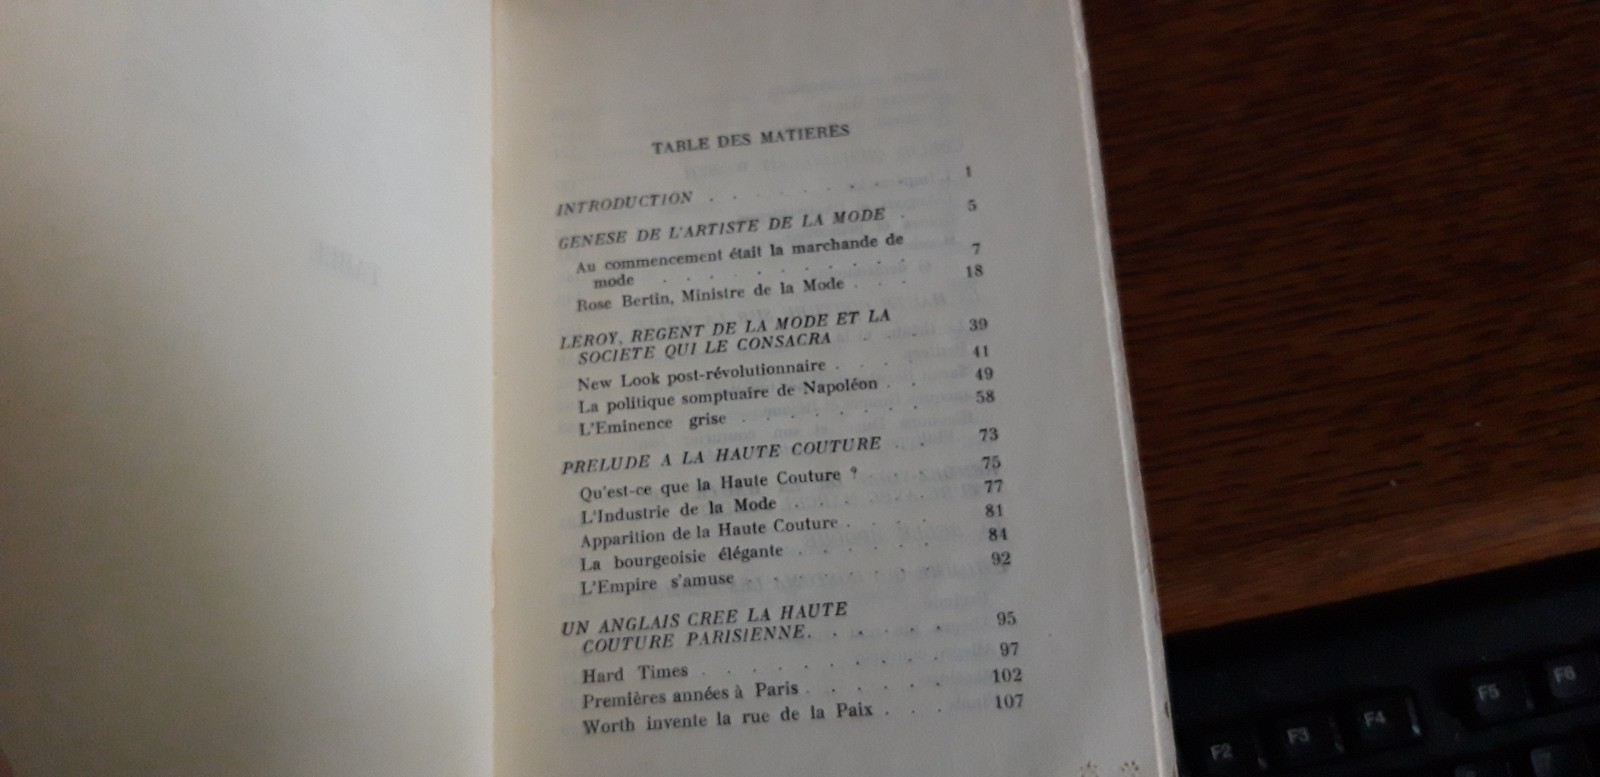 TABLE DES MATIERES
INTRODUCTION . . . . . . . . . . 1
GENESE DE L'ARTISTE DE LA MODE . 5
Au commencement était la marchande de
mode . . . . . . . . . . 7
Rose Bertin, Ministre de la Mode . . . 18
LEROY, REGENT DE LA MODE ET LA
SOCIETE QUI LE CONSACRA . . . 39
New Look post-révolutionnaire . . . . 41
La politique somptuaire de Napoléon . . 49
L'Eminence grise . . . . . . . . 58
PRELUDE A LA HAUTE COUTURE . . 73
Qu'est-ce que la Haute Couture ? . . . 75
L'Industrie de la Mode . . . . . . 77
Apparition de la Haute Couture . . . . 81
La bourgeoisie élégante . . . . . . 84
L'Empire s'amuse . . . . . . . . 92
UN ANGLAIS CREE LA HAUTE
COUTURE PARISIENNE. . . . . . 95
Hard Times . . . . . . . . . . 97
Premières années à Paris . . . . . . 102
Worth invente la rue de la Paix . . . 107
F2 F3 F4 F5 F6